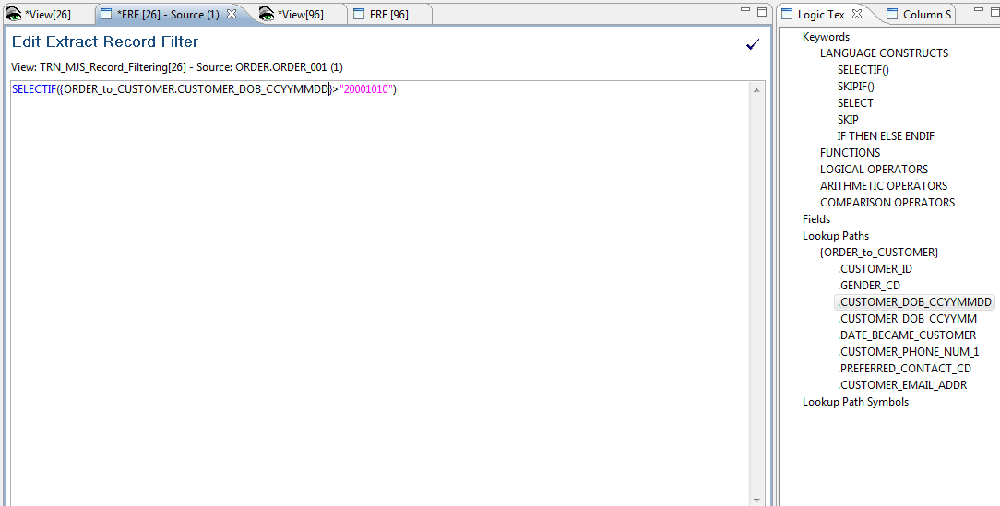 *View[26] *ERF [26] - Source (1) *View[96] FRF [96]
Edit Extract Record Filter
View: TRN_MJS_Record_Filtering[26] - Source: ORDER.ORDER_001 (1)
SELECTIF({ORDER_to_CUSTOMER.CUSTOMER_DOB_CCYYMMDD}>"20001010")
Logic Tex Column S
Keywords
LANGUAGE CONSTRUCTS
SELECTIF()
SKIPIF()
SELECT
SKIP
IF THEN ELSE ENDIF
FUNCTIONS
LOGICAL OPERATORS
ARITHMETIC OPERATORS
COMPARISON OPERATORS
Fields
Lookup Paths
{ORDER_to_CUSTOMER}
.CUSTOMER_ID
.GENDER_CD
.CUSTOMER_DOB_CCYYMMDD
.CUSTOMER_DOB_CCYYMM
.DATE_BECAME_CUSTOMER
.CUSTOMER_PHONE_NUM_1
.PREFERRED_CONTACT_CD
.CUSTOMER_EMAIL_ADDR
Lookup Path Symbols